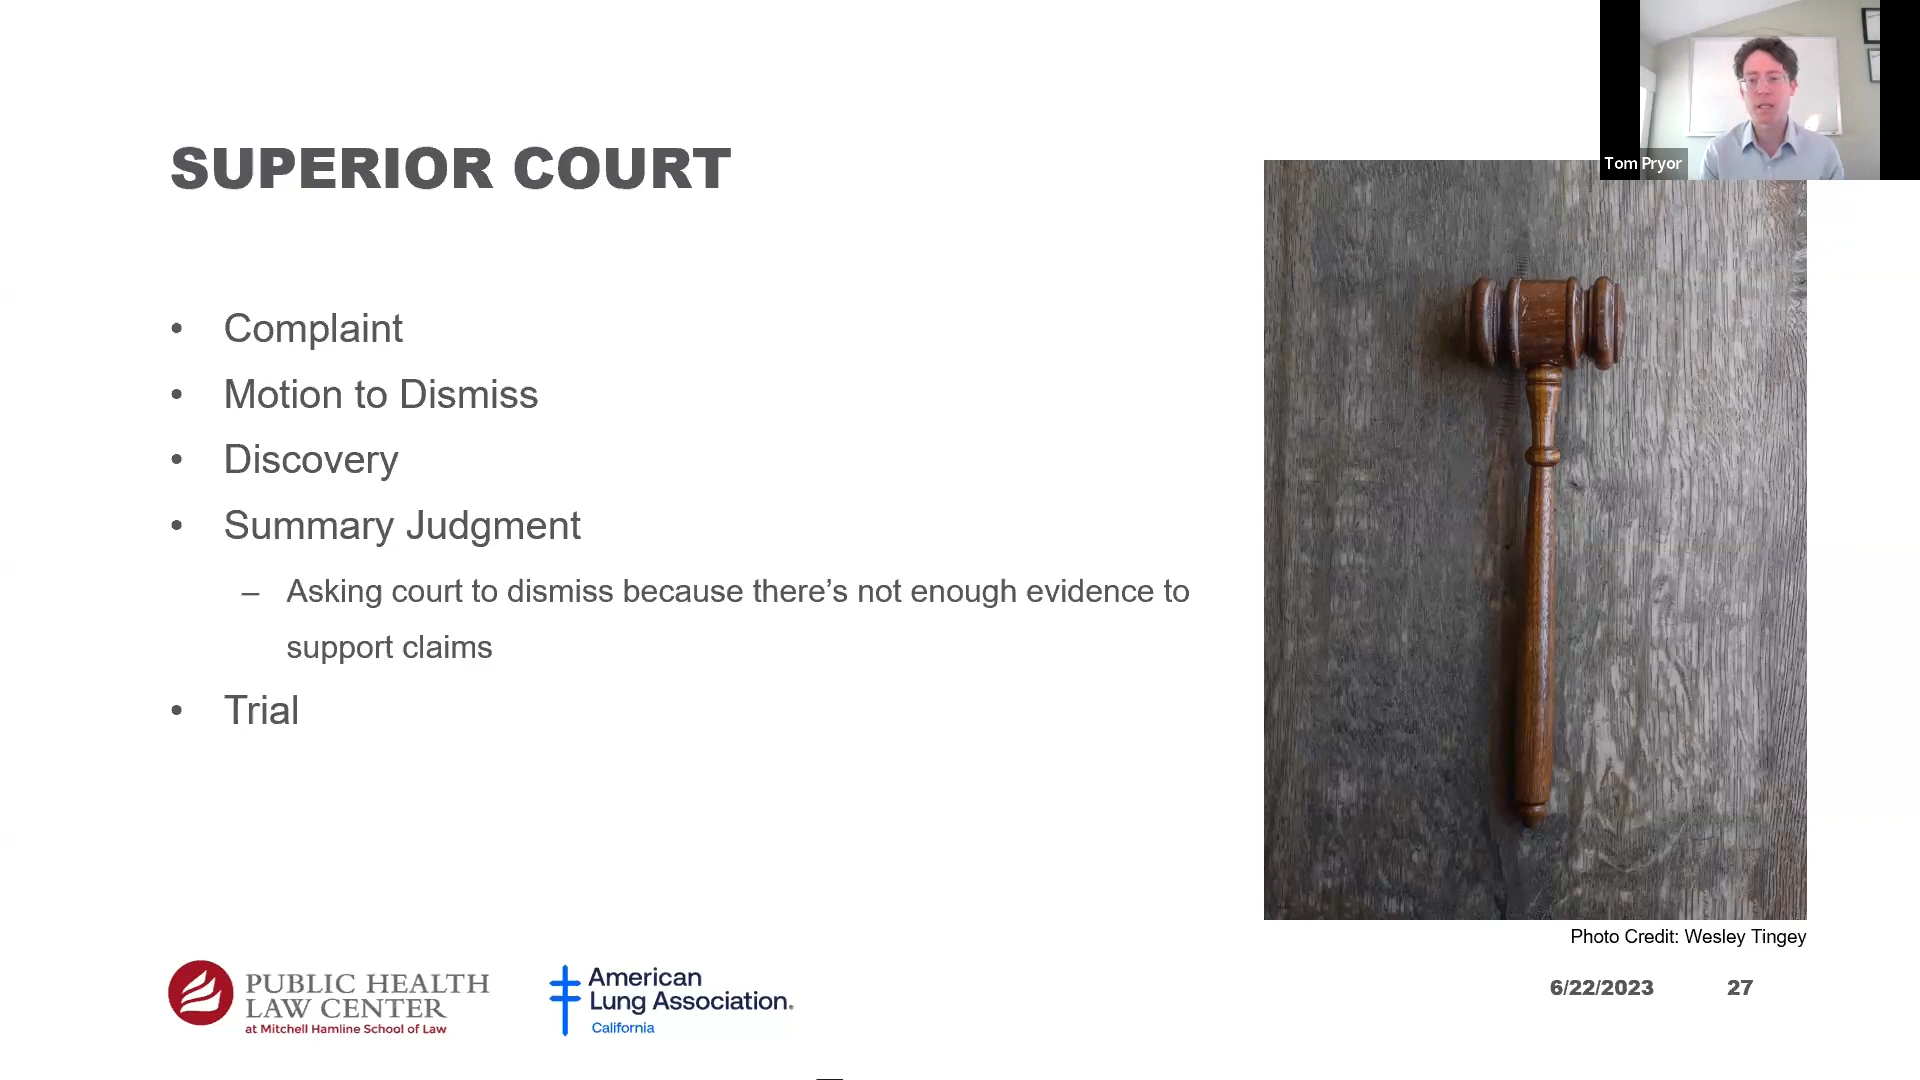 Tom Pryor
SUPERIOR COURT
• Complaint
• Motion to Dismiss
• Discovery
• Summary Judgment
– Asking court to dismiss because there’s not enough evidence to
support claims
• Trial
Photo Credit: Wesley Tingey
PUBLIC HEALTH
LAW CENTER
at Mitchell Hamline School of Law
American
Lung Association.
California
6/22/2023 27